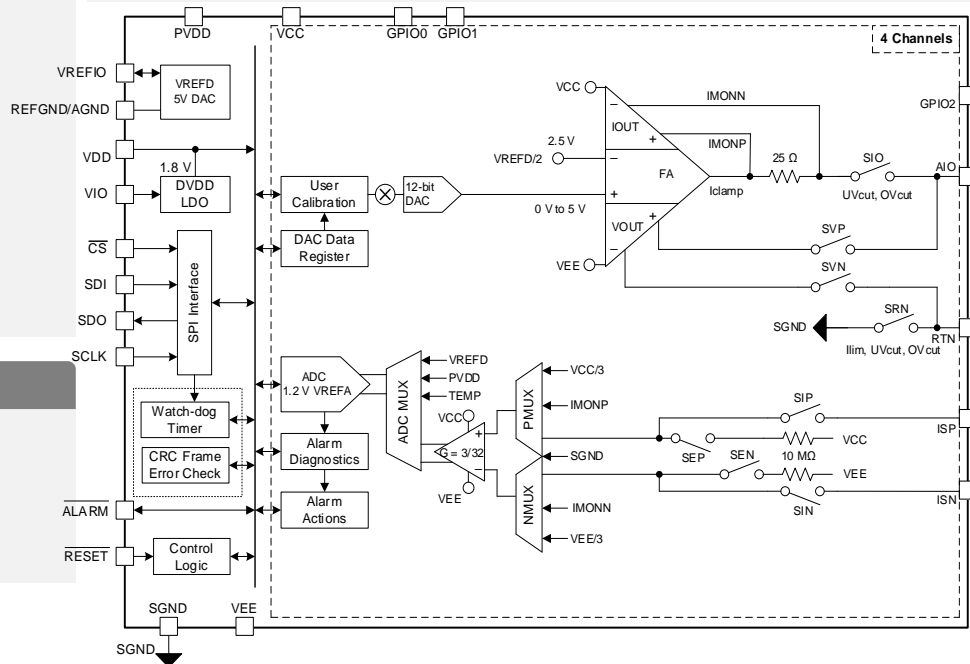 PVDD
VCC
GPIO0 GPIO1
4 Channels
VREFIO
VREFD
5V DAC
REFGND/AGND
VCC
IMONN
GPIO2
IOUT
IMONP
VDD
2.5 V
VREFD/2
25 Ω
SIO
AIO
1.8 V
VIO
DVDD
LDO
User
Calibration
12-bit
DAC
FA
Iclamp
UVcut, OVcut
0 V to 5 V
VOUT
SVP
CS
DAC Data
Register
VEE
SVN
SDI
SPI Interface
SDO
SGND
SRN
RTN
SCLK
Ilim, UVcut, OVcut
ADC
1.2 V VREFA
ADC MUX
VREFD
PVDD
TEMP
VCC
PMUX
VCC/3
IMONP
SIP
ISP
Watch-dog
Timer
Alarm
Diagnostics
G = 3/32
SGND
SEP
VCC
10 MΩ
CRC Frame
Error Check
VEE
NMUX
SEN
VEE
SIN
ISN
ALARM
Alarm
Actions
IMONN
VEE/3
RESET
Control
Logic
SGND
VEE
SGND